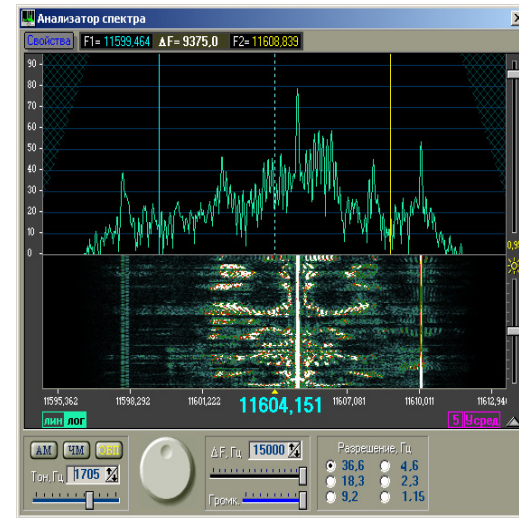 Анализатор спектра
Свойства F1= 11599,464 ΔF= 9375,0 F2= 11608,839
90
80
70
60
50
40
30
20
10
0
0,95
11595,362 11598,292 11601,222 11604,151 11607,081 11610,011
лин лог 5 Усред
АМ ЧМ ОБП
Тон,Гц 1705
ΔF, Гц 15000
Громк.
Разрешение, Гц
36,6 4,6
18,3 2,3
9,2 1.15